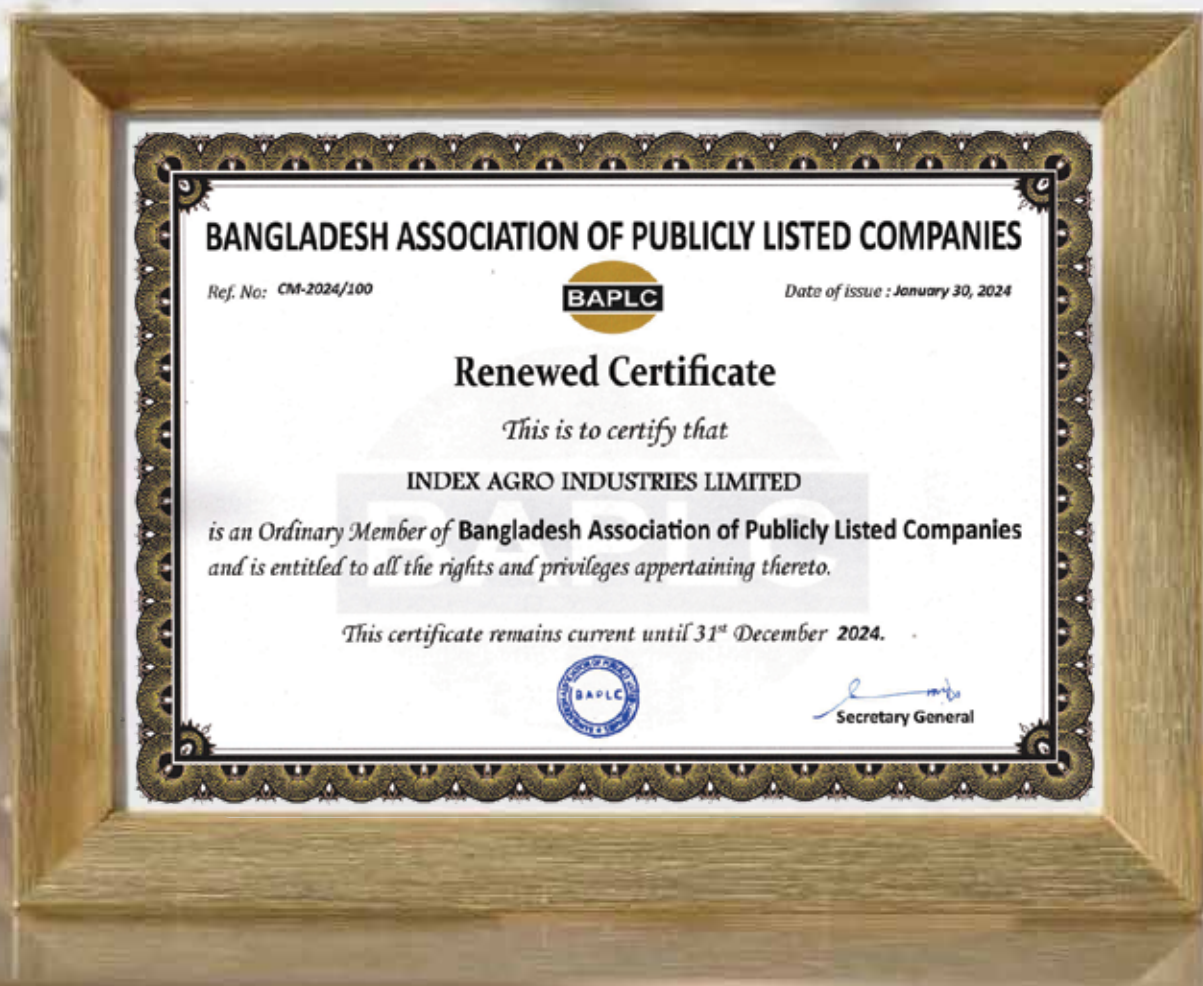 BANGLADESH ASSOCIATION OF PUBLICLY LISTED COMPANIES
Ref. No: CM-2024/100
BAPLC
Date of issue : January 30, 2024
Renewed Certificate
This is to certify that
INDEX AGRO INDUSTRIES LIMITED
is an Ordinary Member of Bangladesh Association of Publicly Listed Companies
and is entitled to all the rights and privileges appertaining thereto.
BAPLC
This certificate remains current until 31st December 2024.
BAPLC
Secretary General